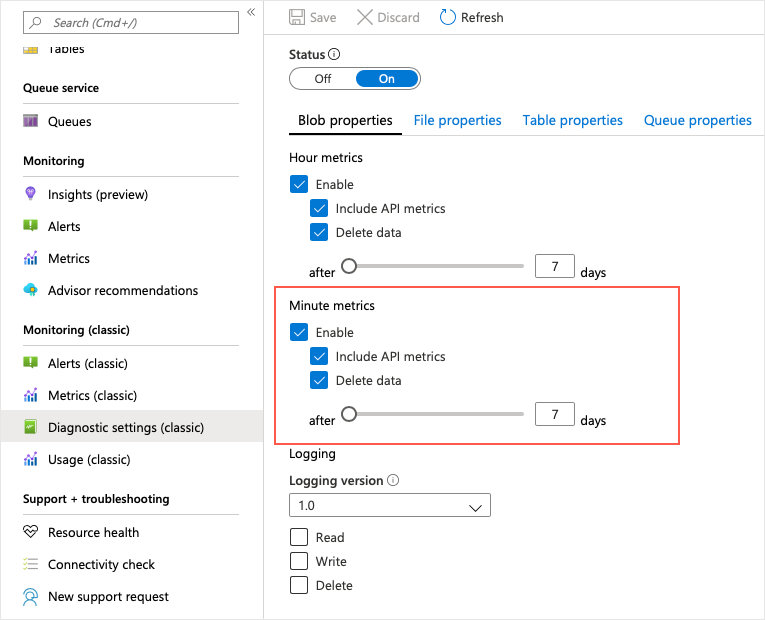 Search (Cmd+/)
«
Tables
Queue service
Queues
Monitoring
Insights (preview)
Alerts
Metrics
Advisor recommendations
Monitoring (classic)
Alerts (classic)
Metrics (classic)
Diagnostic settings (classic)
Usage (classic)
Support + troubleshooting
Resource health
Connectivity check
New support request
Save Discard Refresh
Status
Off On
Blob properties File properties Table properties Queue properties
Hour metrics
Enable
Include API metrics
Delete data
after 7 days
Minute metrics
Enable
Include API metrics
Delete data
after 7 days
Logging
Logging version
1.0
Read
Write
Delete